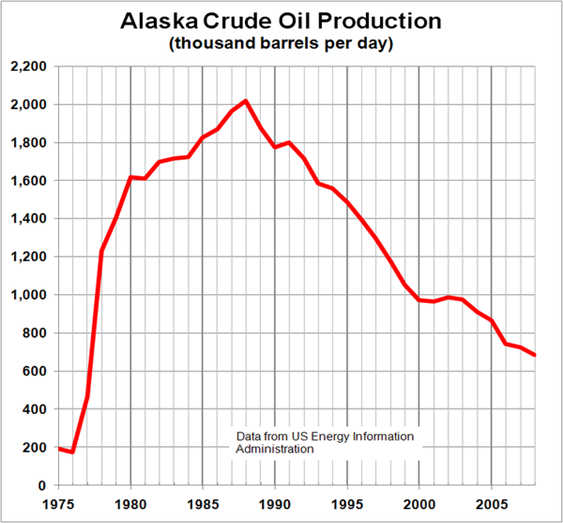 Alaska Crude Oil Production
(thousand barrels per day)
2,200
2,000
1,800
1,600
1,400
1,200
1,000
800
600
400
200
0
1975 1980 1985 1990 1995 2000 2005
Data from US Energy Information
Administration